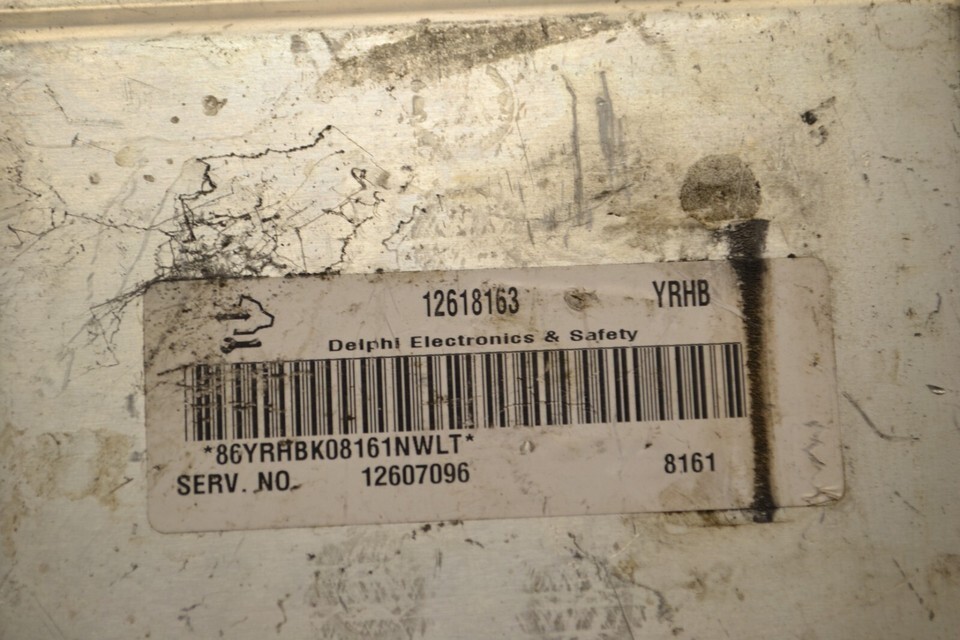 12618163 YRHB
Delphi Electronics & Safety
*86YRHBK08161NWLT*
SERV. NO. 12607096 8161